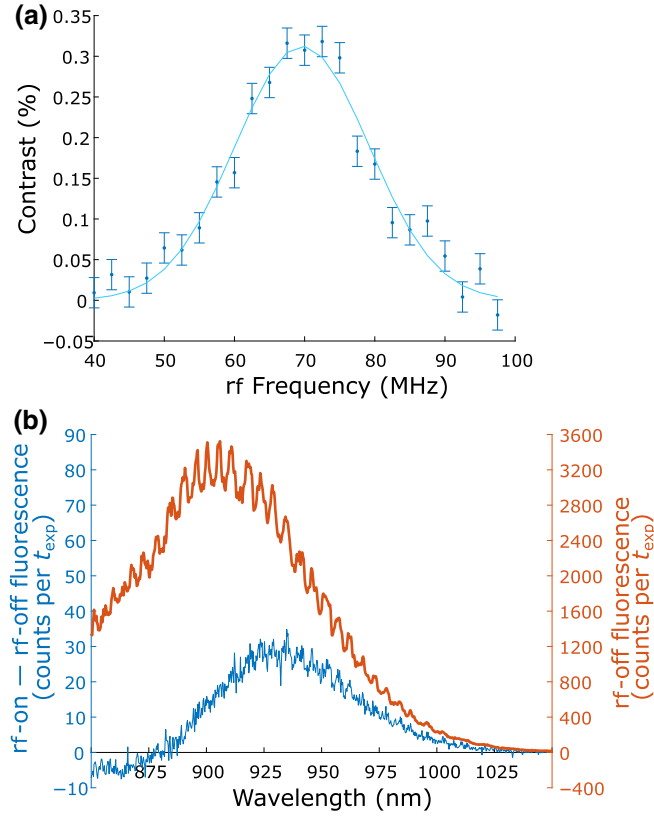 (a)
0.35
0.3
0.25
0.2
0.15
0.1
0.05
0
−0.05
Contrast (%)
40 50 60 70 80 90 100
rf Frequency (MHz)
(b)
rf-on — rf-off fluorescence
(counts per texp)
90
80
70
60
50
40
30
20
10
0
−10
3600
3200
2800
2400
2000
1600
1200
800
400
0
−400
rf-off fluorescence
(counts per texp)
875 900 925 950 975 1000 1025
Wavelength (nm)